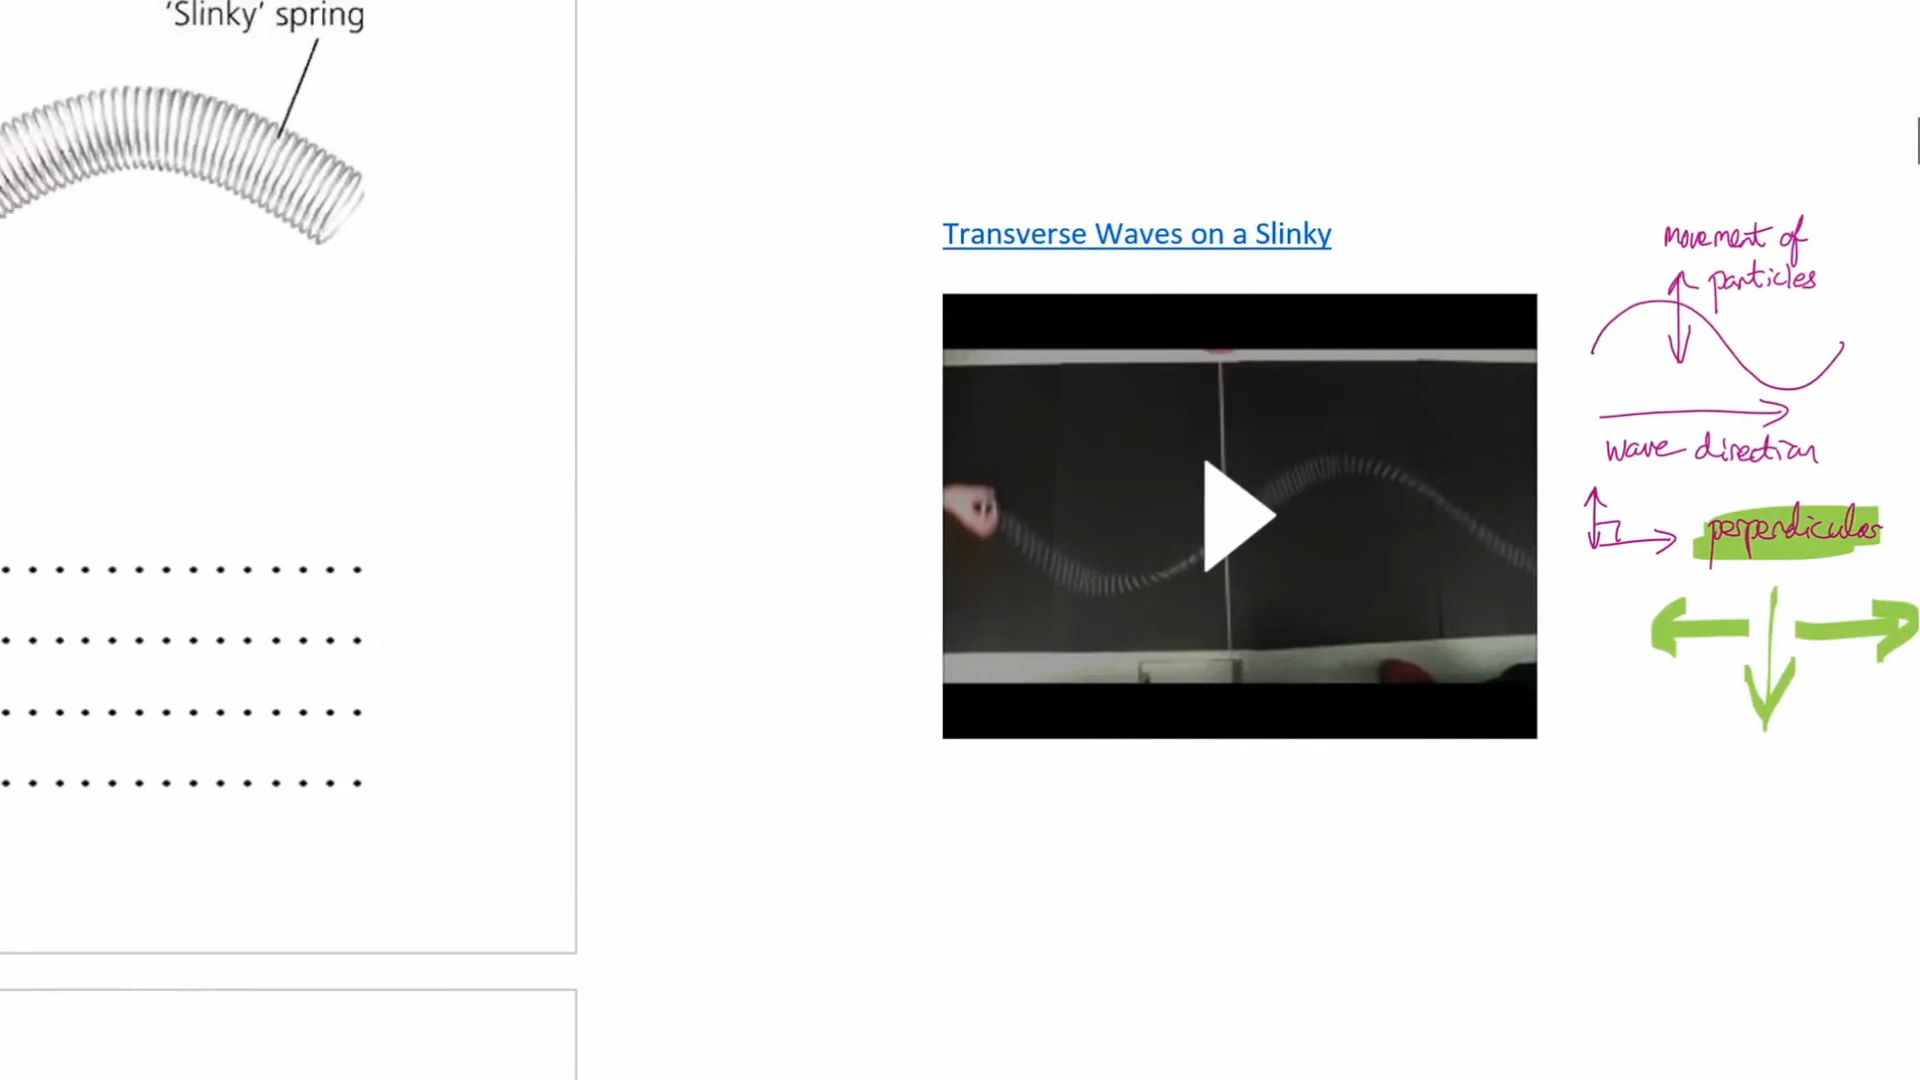 'Slinky' spring
Transverse Waves on a Slinky
movement of
particles
wave direction
perpendicular